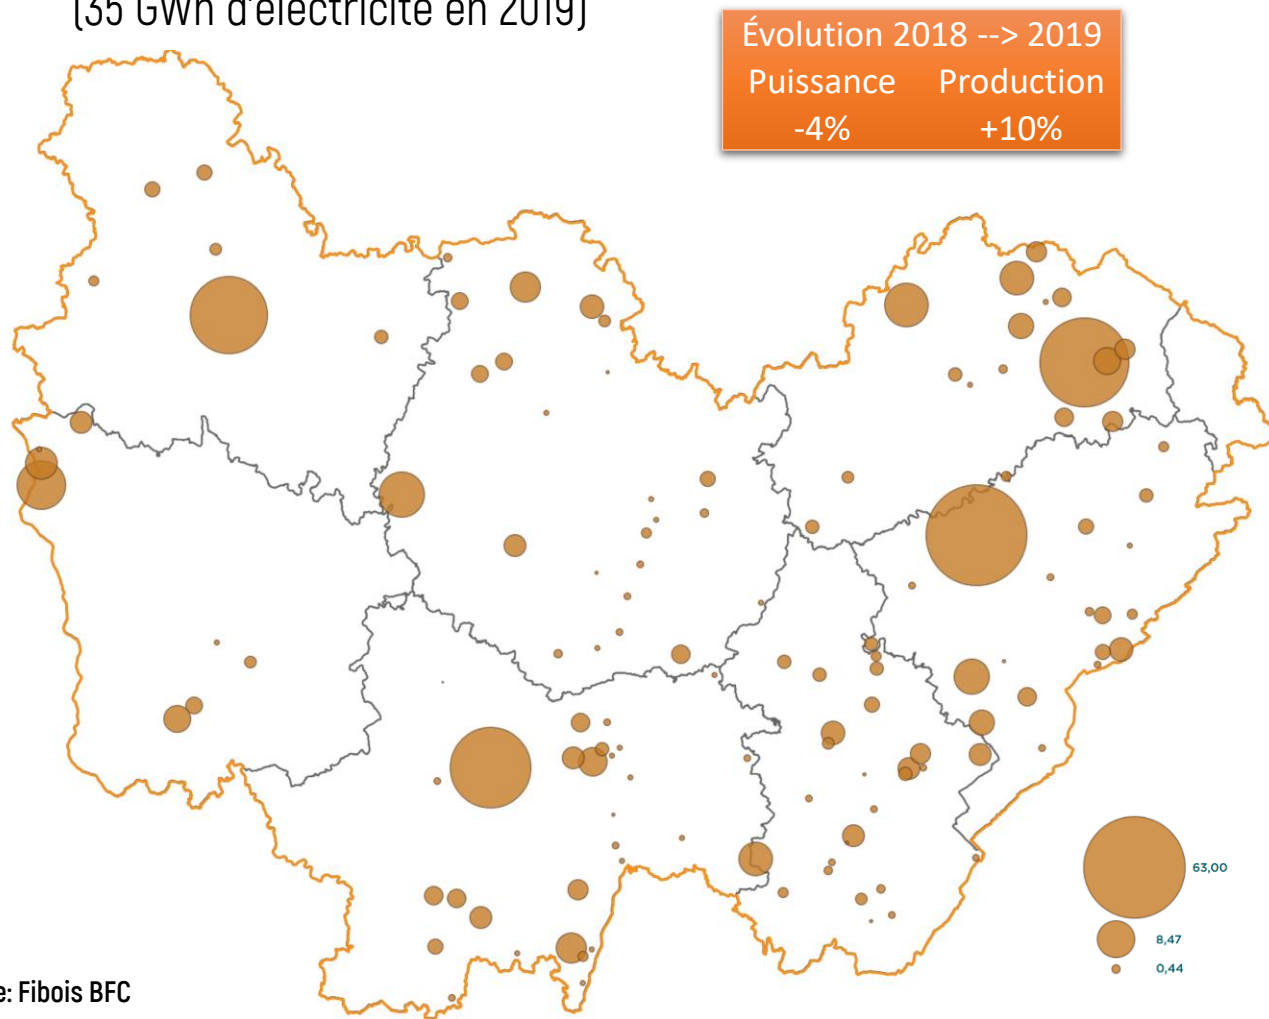 (35 GWh d'électricité en 2019)
Évolution 2018 --> 2019
Puissance Production
-4% +10%
63,00
8,47
0,44
: Fibois BFC